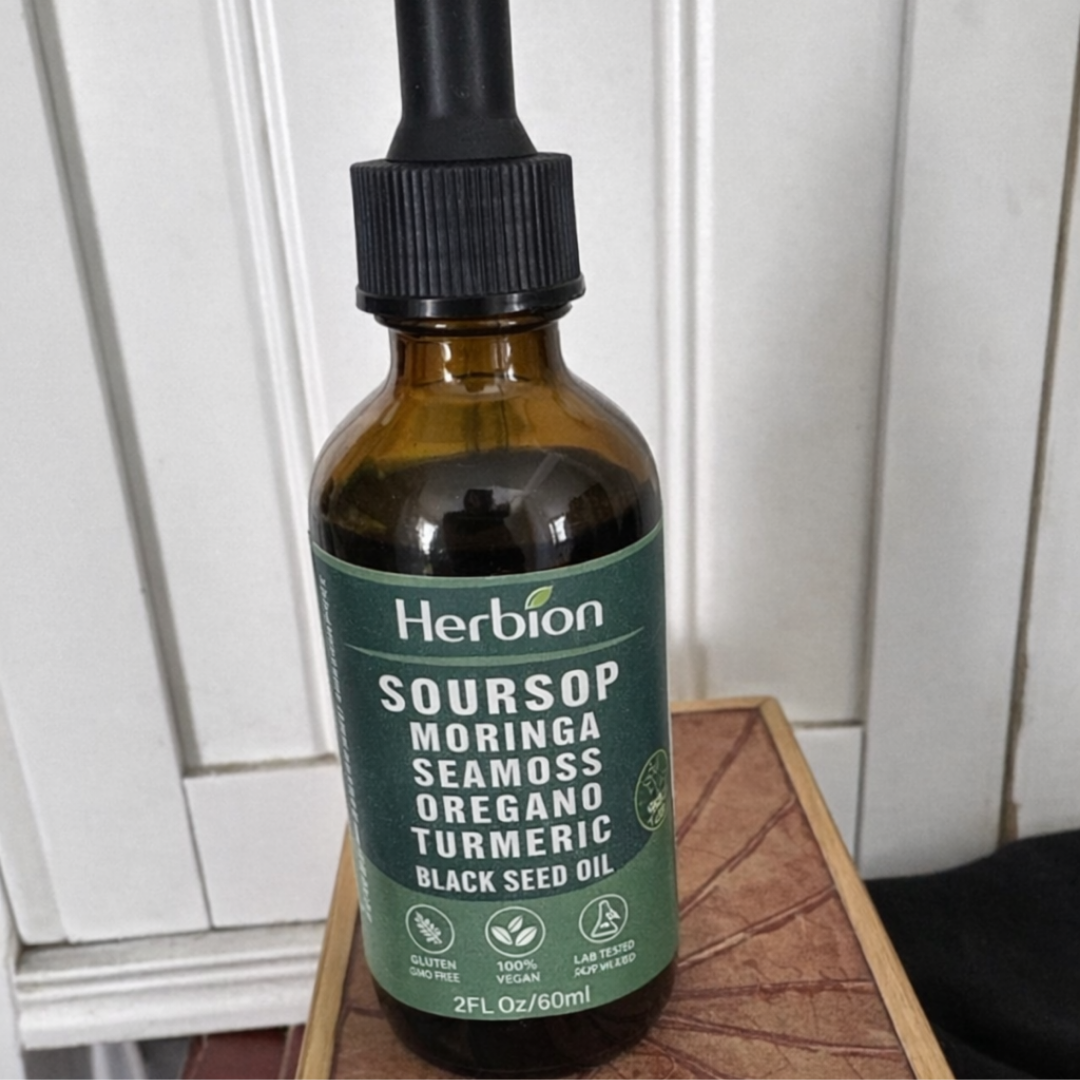 Herbion
SOURSOP
MORINGA
SEAMOSS
OREGANO
TURMERIC
BLACK SEED OIL
GLUTEN
GMO FREE
100%
VEGAN
LAB TESTED
2FL Oz/60ml